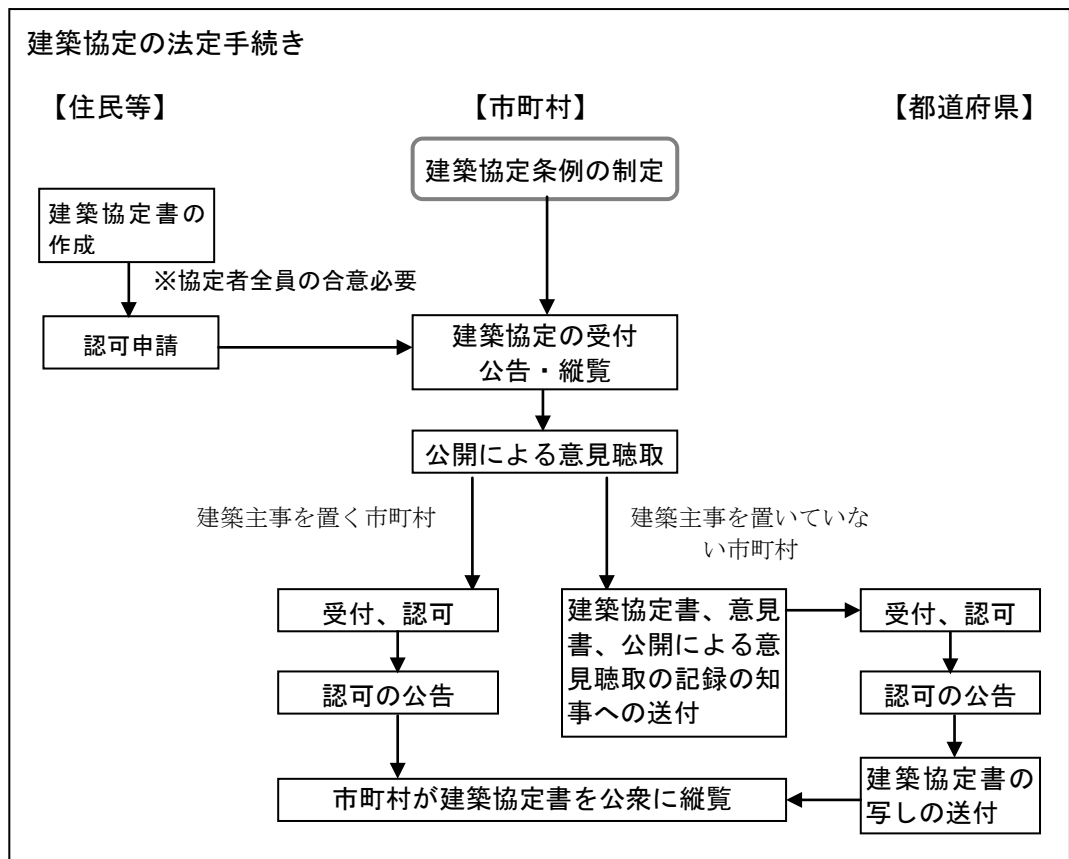 建築協定の法定手続き
【住民等】
【市町村】
【都道府県】
建築協定条例の制定
建築協定書の
作成
※協定者全員の合意必要
認可申請
建築協定の受付
公告・縦覧
公開による意見聴取
建築主事を置く市町村
建築主事を置いていな
い市町村
受付、認可
建築協定書、意見
書、公開による意
見聴取の記録の知
事への送付
受付、認可
認可の公告
認可の公告
市町村が建築協定書を公衆に縦覧
建築協定書の
写しの送付